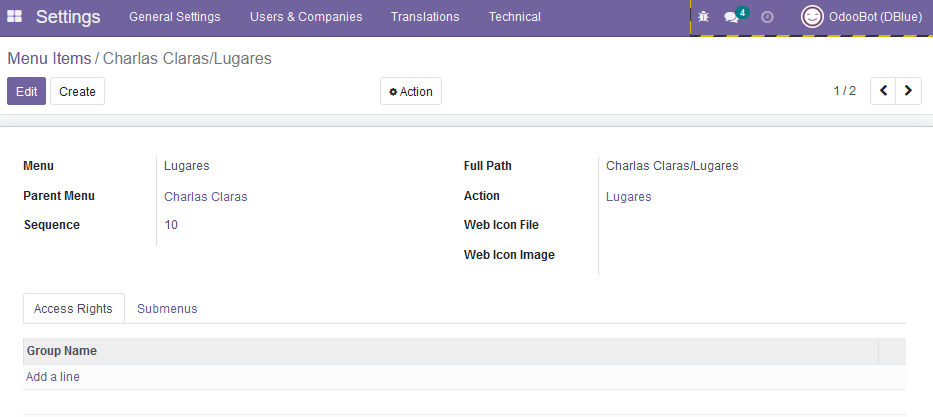 Settings General Settings Users & Companies Translations Technical 4 OdooBot (DBlue)
Menu Items / Charlas Claras/Lugares
Edit Create Action 1 / 2
Menu Lugares Full Path Charlas Claras/Lugares
Parent Menu Charlas Claras Action Lugares
Sequence 10 Web Icon File
Web Icon Image
Access Rights Submenus
Group Name
Add a line